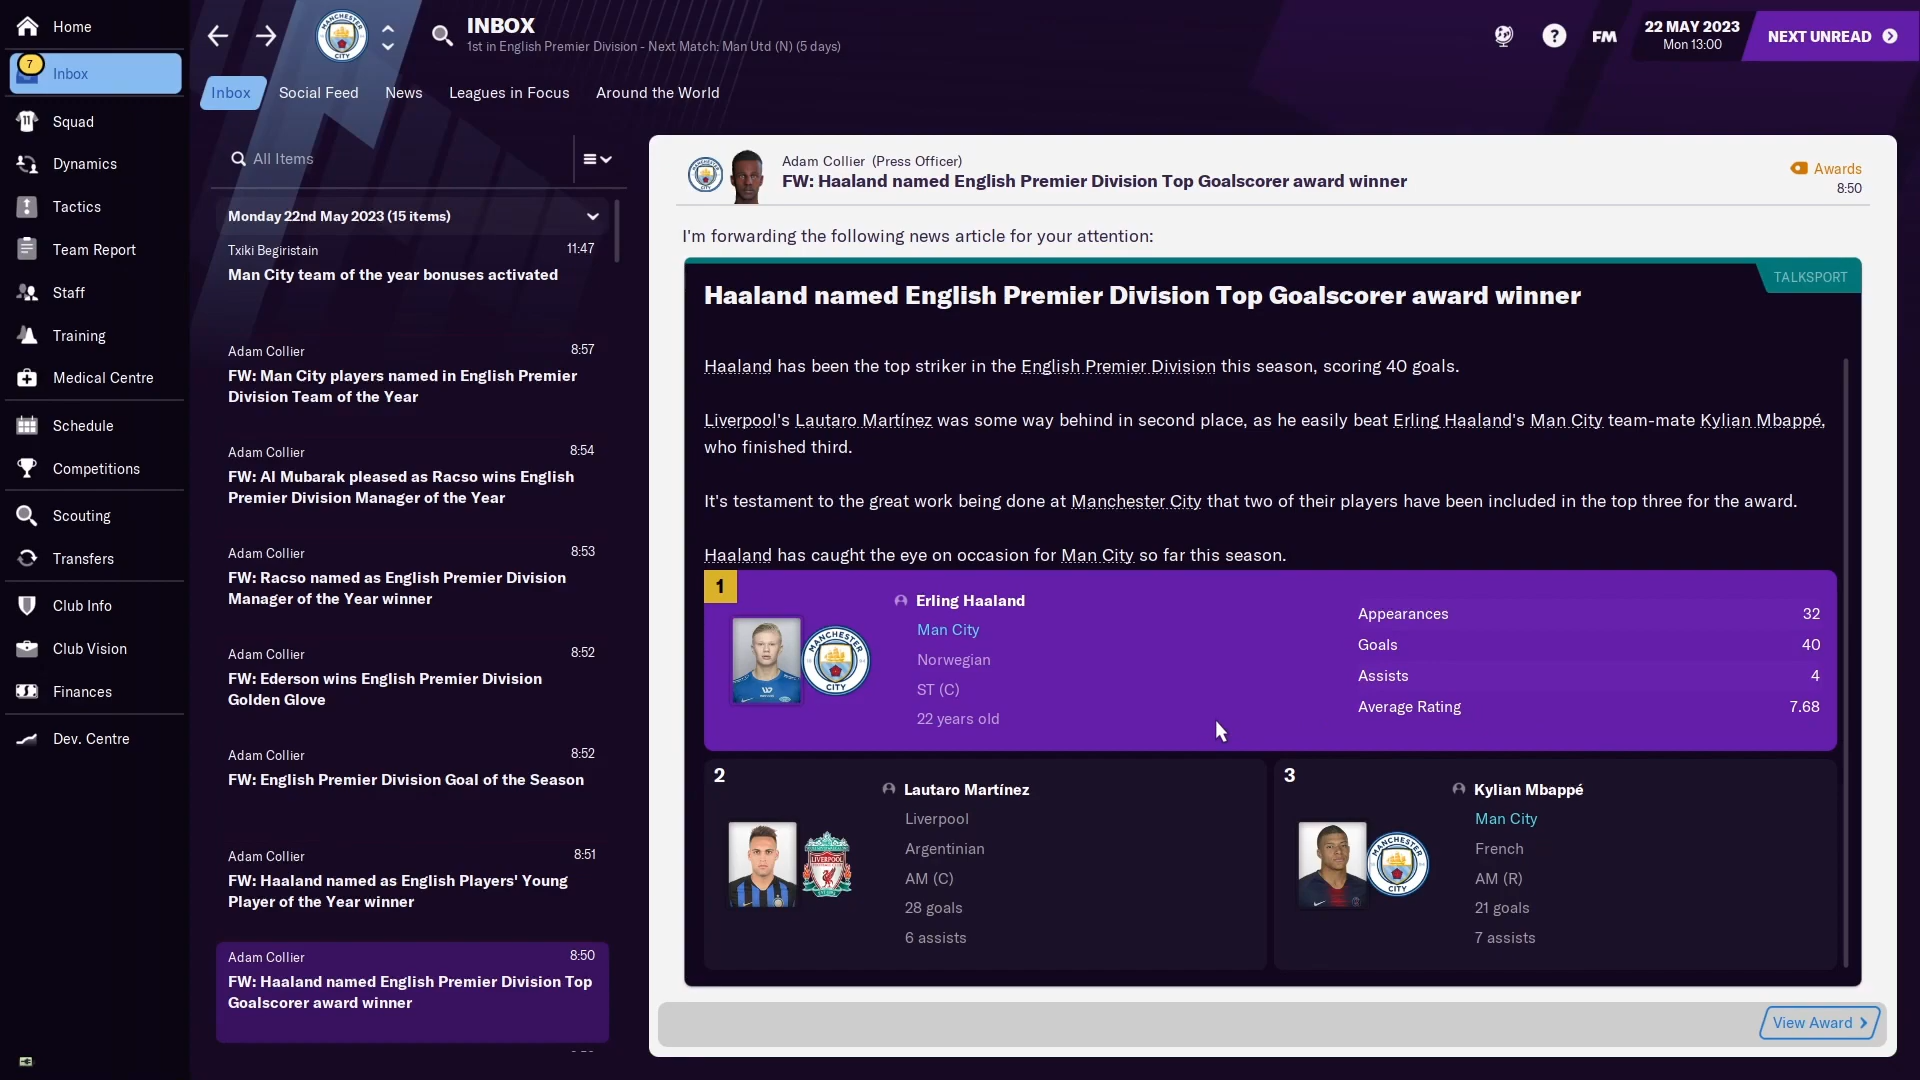 Home
7
Inbox
Squad
Dynamics
Tactics
Team Report
Staff
Training
Medical Centre
Schedule
Competitions
Scouting
Transfers
Club Info
Club Vision
Finances
Dev. Centre
MANCHESTER CITY
INBOX
1st in English Premier Division - Next Match: Man Utd (N) (5 days)
?
FM
22 MAY 2023
Mon 13:00
NEXT UNREAD
Inbox
Social Feed
News
Leagues in Focus
Around the World
All Items
Monday 22nd May 2023 (15 items)
Txiki Begiristain 11:47
Man City team of the year bonuses activated
Adam Collier 8:57
FW: Man City players named in English Premier
Division Team of the Year
Adam Collier 8:54
FW: Al Mubarak pleased as Racso wins English
Premier Division Manager of the Year
Adam Collier 8:53
FW: Racso named as English Premier Division
Manager of the Year winner
Adam Collier 8:52
FW: Ederson wins English Premier Division
Golden Glove
Adam Collier 8:52
FW: English Premier Division Goal of the Season
Adam Collier 8:51
FW: Haaland named as English Players' Young
Player of the Year winner
Adam Collier 8:50
FW: Haaland named English Premier Division Top
Goalscorer award winner
Adam Collier (Press Officer)
FW: Haaland named English Premier Division Top Goalscorer award winner
Awards
8:50
I'm forwarding the following news article for your attention:
TALKSPORT
Haaland named English Premier Division Top Goalscorer award winner
Haaland has been the top striker in the English Premier Division this season, scoring 40 goals.
Liverpool's Lautaro Martínez was some way behind in second place, as he easily beat Erling Haaland's Man City team-mate Kylian Mbappé,
who finished third.
It's testament to the great work being done at Manchester City that two of their players have been included in the top three for the award.
Haaland has caught the eye on occasion for Man City so far this season.
1
MANCHESTER CITY
Erling Haaland
Man City
Norwegian
ST (C)
22 years old
Appearances 32
Goals 40
Assists 4
Average Rating 7.68
2
LIVERPOOL
Lautaro Martínez
Liverpool
Argentinian
AM (C)
28 goals
6 assists
3
MANCHESTER CITY
Kylian Mbappé
Man City
French
AM (R)
21 goals
7 assists
View Award